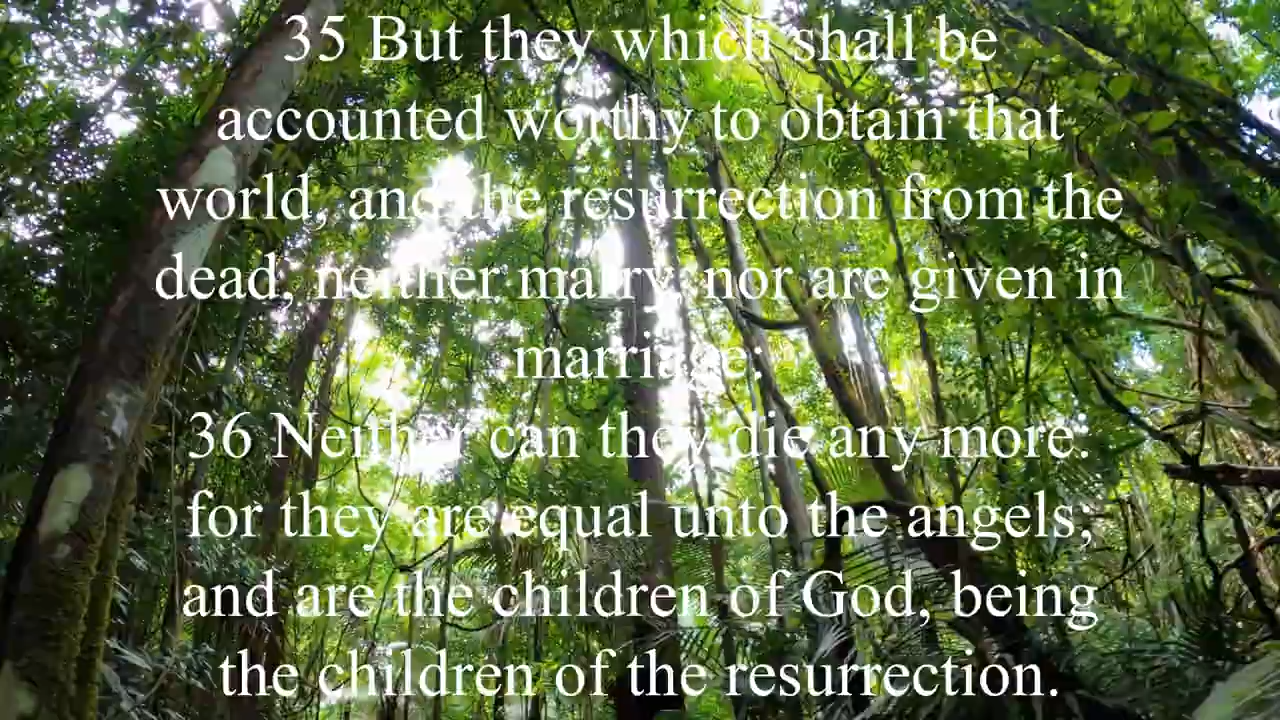 35 But they which shall be
accounted worthy to obtain that
world, and the resurrection from the
dead, neither marry, nor are given in
marriage:
36 Neither can they die any more.
for they are equal unto the angels;
and are the children of God, being
the children of the resurrection.